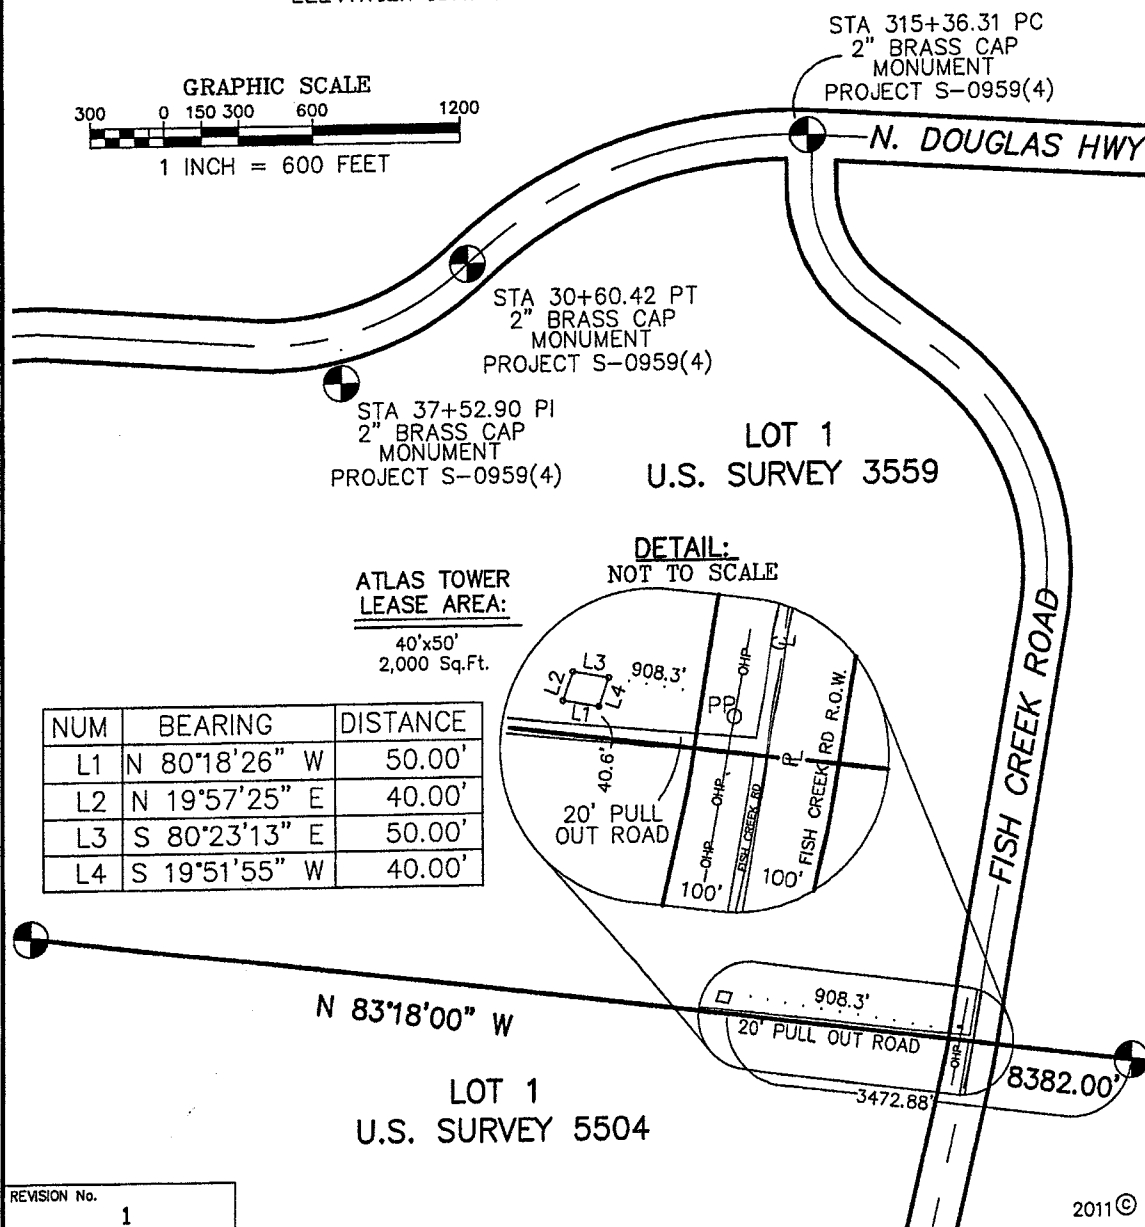 STA 315+36.31 PC
2" BRASS CAP
MONUMENT
PROJECT S-0959(4)
GRAPHIC SCALE
300 0 150 300 600 1200
1 INCH = 600 FEET
N. DOUGLAS HWY
STA 30+60.42 PT
2" BRASS CAP
MONUMENT
PROJECT S-0959(4)
STA 37+52.90 PI
2" BRASS CAP
MONUMENT
PROJECT S-0959(4)
LOT 1
U.S. SURVEY 3559
DETAIL:
NOT TO SCALE
ATLAS TOWER
LEASE AREA:
40'x50'
2,000 Sq.Ft.
L3
L2
L4
L1
908.3'
OHP
PP
40.6'
20' PULL
OUT ROAD
OHP
OHP
FISH CREEK RD
FISH CREEK RD R.O.W.
PL
100'
100'
FISH CREEK ROAD
NUM BEARING DISTANCE
L1 N 80°18'26" W 50.00'
L2 N 19°57'25" E 40.00'
L3 S 80°23'13" E 50.00'
L4 S 19°51'55" W 40.00'
N 83°18'00" W
908.3'
20' PULL OUT ROAD
OHP
8382.00'
3472.88'
LOT 1
U.S. SURVEY 5504
REVISION No.
1
2011©